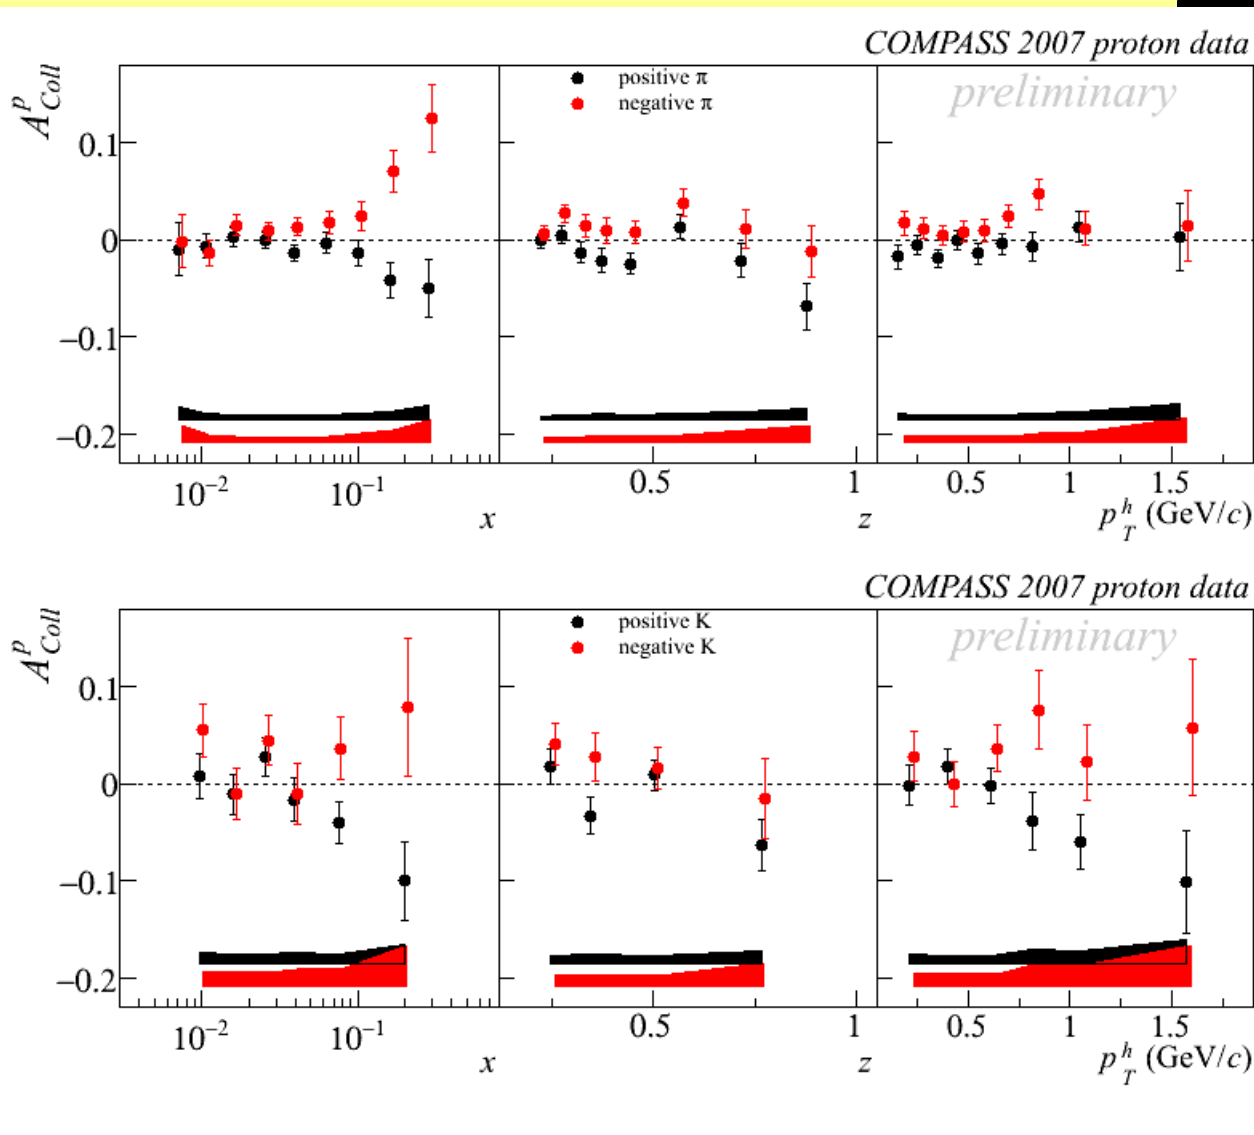 COMPASS 2007 proton data
A^p_Coll
positive π
negative π
preliminary
0.1
0
−0.1
−0.2
10^−2 10^−1 0.5 1 0.5 1 1.5
x z p_T^h (GeV/c)
COMPASS 2007 proton data
A^p_Coll
positive K
negative K
preliminary
0.1
0
−0.1
−0.2
10^−2 10^−1 0.5 1 0.5 1 1.5
x z p_T^h (GeV/c)